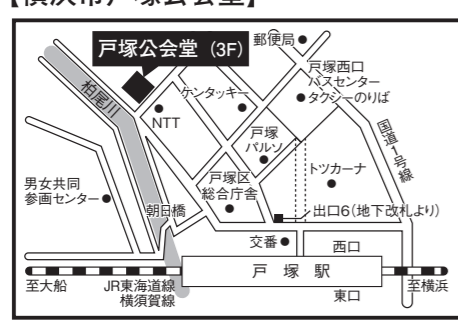 【横浜市戸塚公会堂】
戸塚公会堂（3F）
郵便局
戸塚西口
バスセンター
タクシーのりば
柏尾川
ケンタッキー
NTT
国道1号線
戸塚
パルソ
トツカーナ
戸塚区
総合庁舎
男女共同
参画センター
朝日橋
出口6（地下改札より）
交番
西口
戸塚駅
至大船
JR東海道線
横須賀線
至横浜
東口